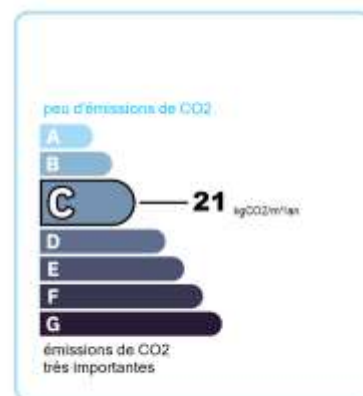 peu d'émissions de CO2
A
B
C 21 kgCO2/m²/an
D
E
F
G
émissions de CO2
très importantes